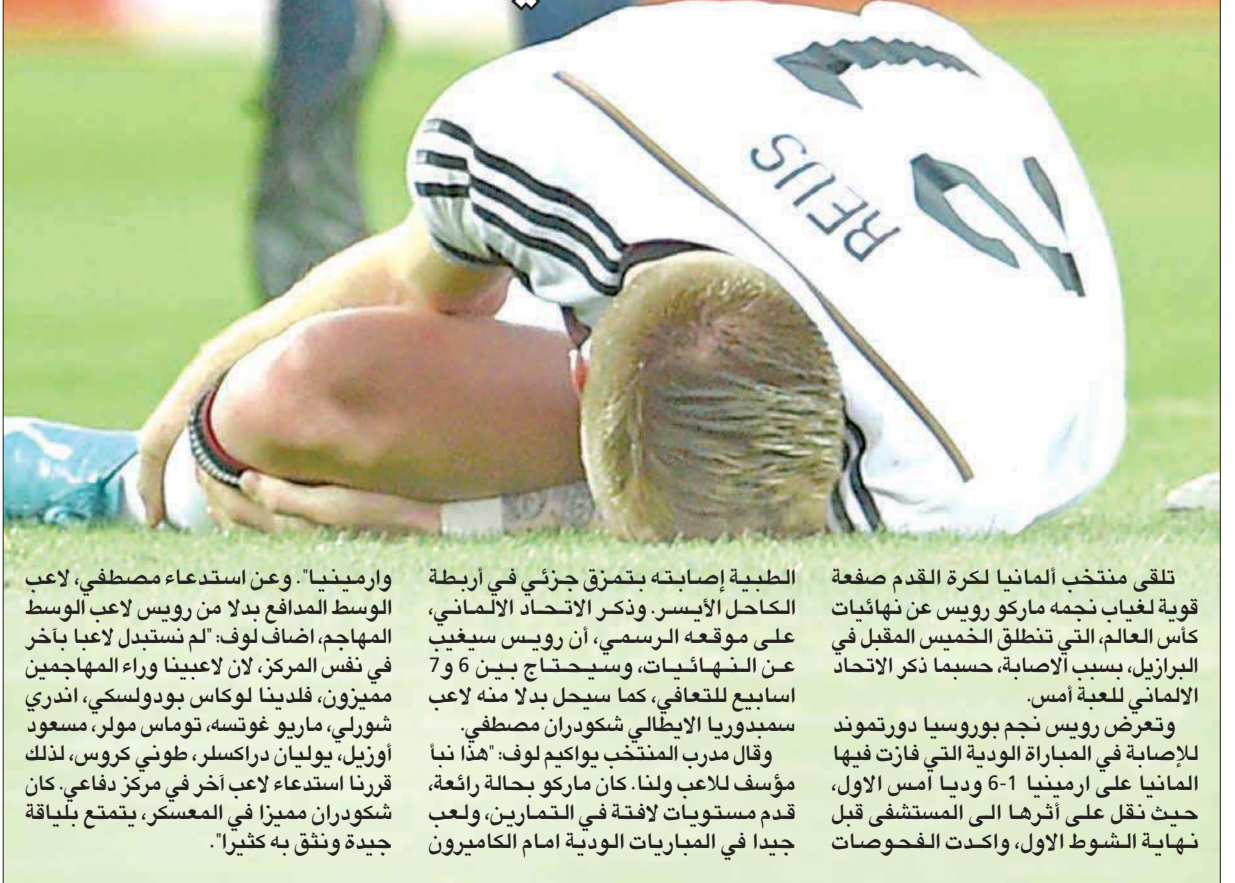 REUS
21
تلقى منتخب ألمانيا لكرة القدم صفعة
قوية لغياب نجمه ماركو رويس عن نهائيات
كأس العالم، التي تنطلق الخميس المقبل في
البرازيل، بسبب الاصابة، حسبما ذكر الاتحاد
الالماني للعبة أمس.
وتعرض رويس نجم بوروسيا دورتموند
للإصابة في المباراة الودية التي فازت فيها
المانيا على ارمينيا 1-6 وديا امس الاول،
حيث نقل على أثرها الى المستشفى قبل
نهاية الشوط الاول، واكدت الفحوصات
الطبية إصابته بتمزق جزئي في أربطة
الكاحل الأيسر. وذكر الاتحاد الالماني،
على موقعه الرسمي، أن رويس سيغيب
عن النهائيات، وسيحتاج بين 6 و7
اسابيع للتعافي، كما سيحل بدلا منه لاعب
سمبدوريا الايطالي شكودران مصطفي.
وقال مدرب المنتخب يواكيم لوف: "هذا نبأ
مؤسف للاعب ولنا. كان ماركو بحالة رائعة،
قدم مستويات لافتة في التمارين، ولعب
جيدا في المباريات الودية امام الكاميرون
وارمينيا". وعن استدعاء مصطفي، لاعب
الوسط المدافع بدلا من رويس لاعب الوسط
المهاجم، اضاف لوف: "لم نستبدل لاعبا بآخر
في نفس المركز، لان لاعبينا وراء المهاجمين
مميزون، فلدينا لوكاس بودولسكي، اندري
شورلي، ماريو غوتسه، توماس مولر، مسعود
أوزيل، يوليان دراكسلر، طوني كروس، لذلك
قررنا استدعاء لاعب آخر في مركز دفاعي. كان
شكودران مميزا في المعسكر، يتمتع بلياقة
جيدة ونثق به كثيرا".